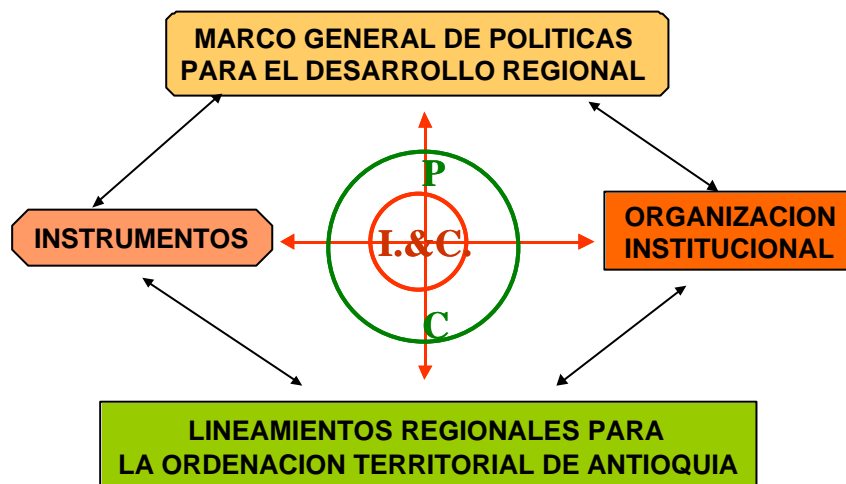 MARCO GENERAL DE POLITICAS
PARA EL DESARROLLO REGIONAL
P
INSTRUMENTOS
I.&C.
ORGANIZACION
INSTITUCIONAL
C
LINEAMIENTOS REGIONALES PARA
LA ORDENACION TERRITORIAL DE ANTIOQUIA